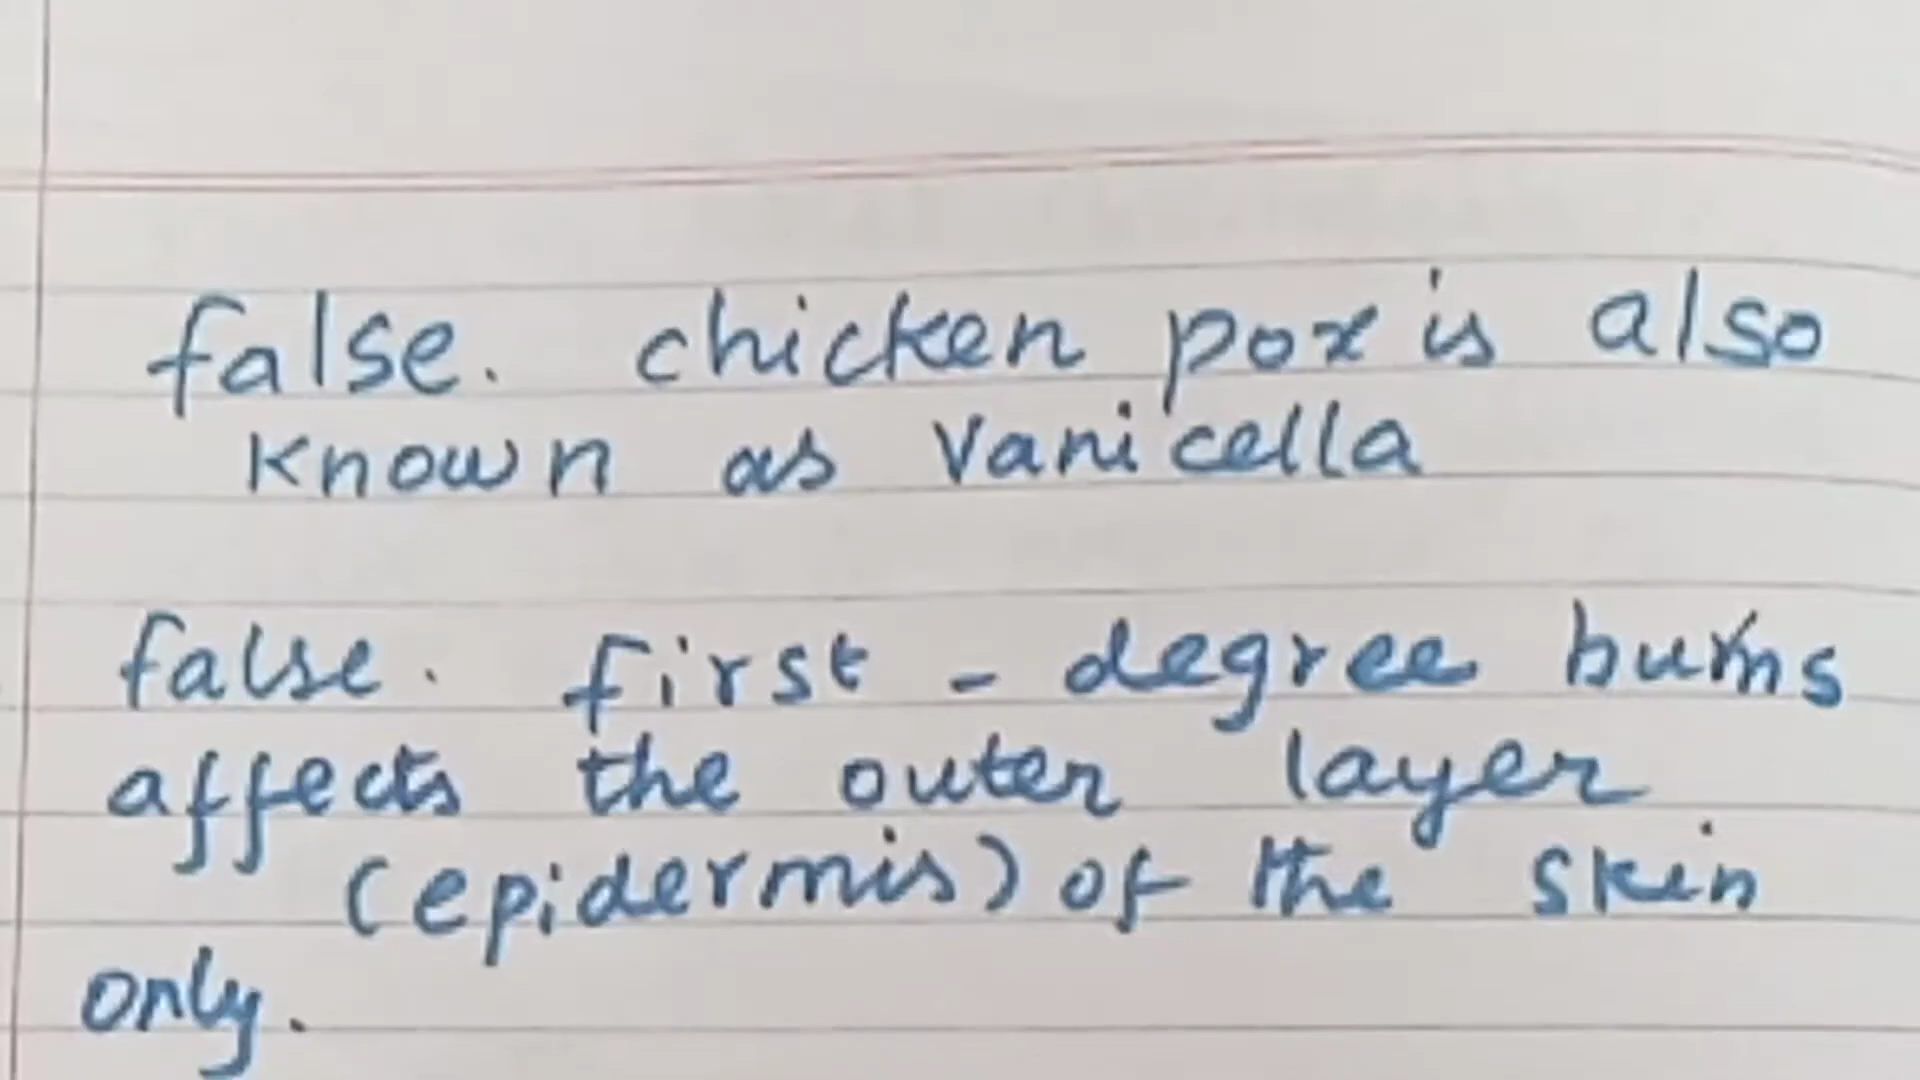 false. chicken pox is also
known as Varicella
false. first - degree burns
affects the outer layer
(epidermis) of the skin
only.